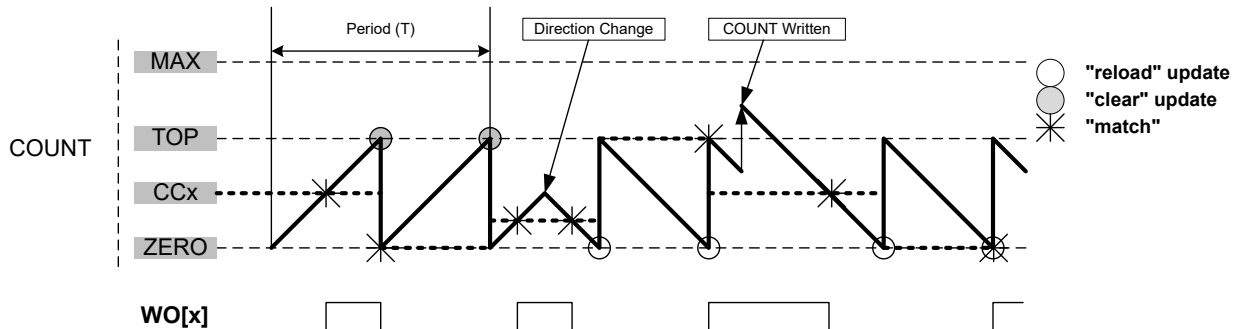 Period (T)
Direction Change
COUNT Written
MAX
"reload" update
"clear" update
"match"
TOP
COUNT
CCx
ZERO
WO[x]